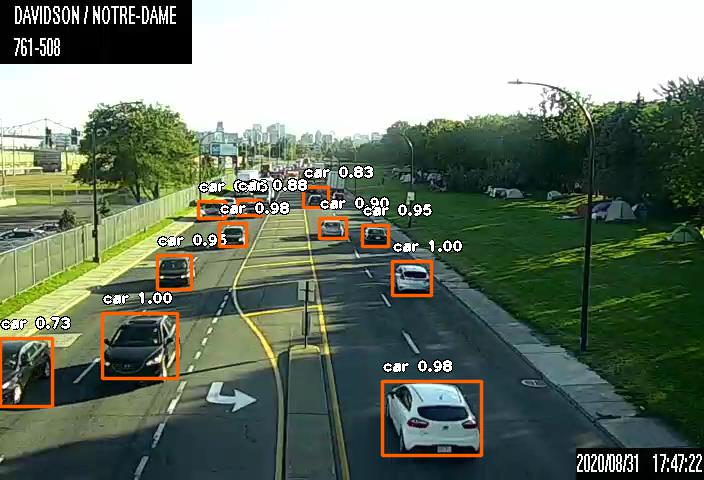 DAVIDSON / NOTRE-DAME
761-508
car 0.83
car 0.88
car 0.90
car 0.98
car 0.95
car 0.95
car 1.00
car 1.00
car 0.73
car 0.98
2020/08/31 17:47:22